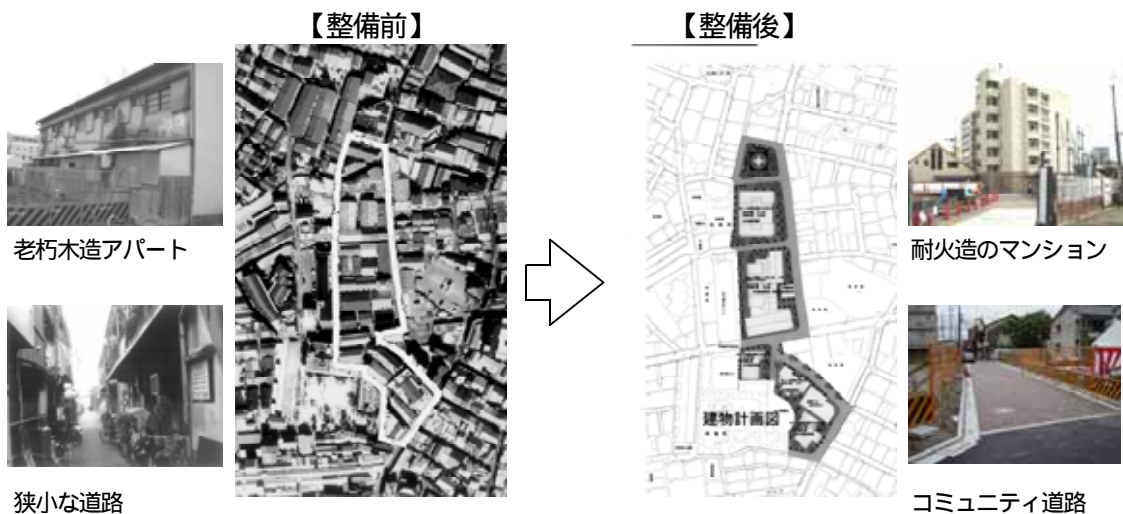 【整備前】
【整備後】
老朽木造アパート
耐火造のマンション
建物計画図
狭小な道路
コミュニティ道路